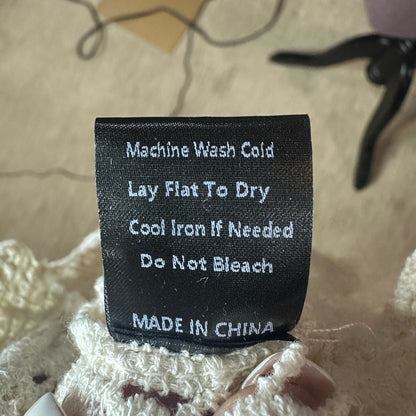 Machine Wash Cold
Lay Flat To Dry
Cool Iron If Needed
Do Not Bleach
MADE IN CHINA